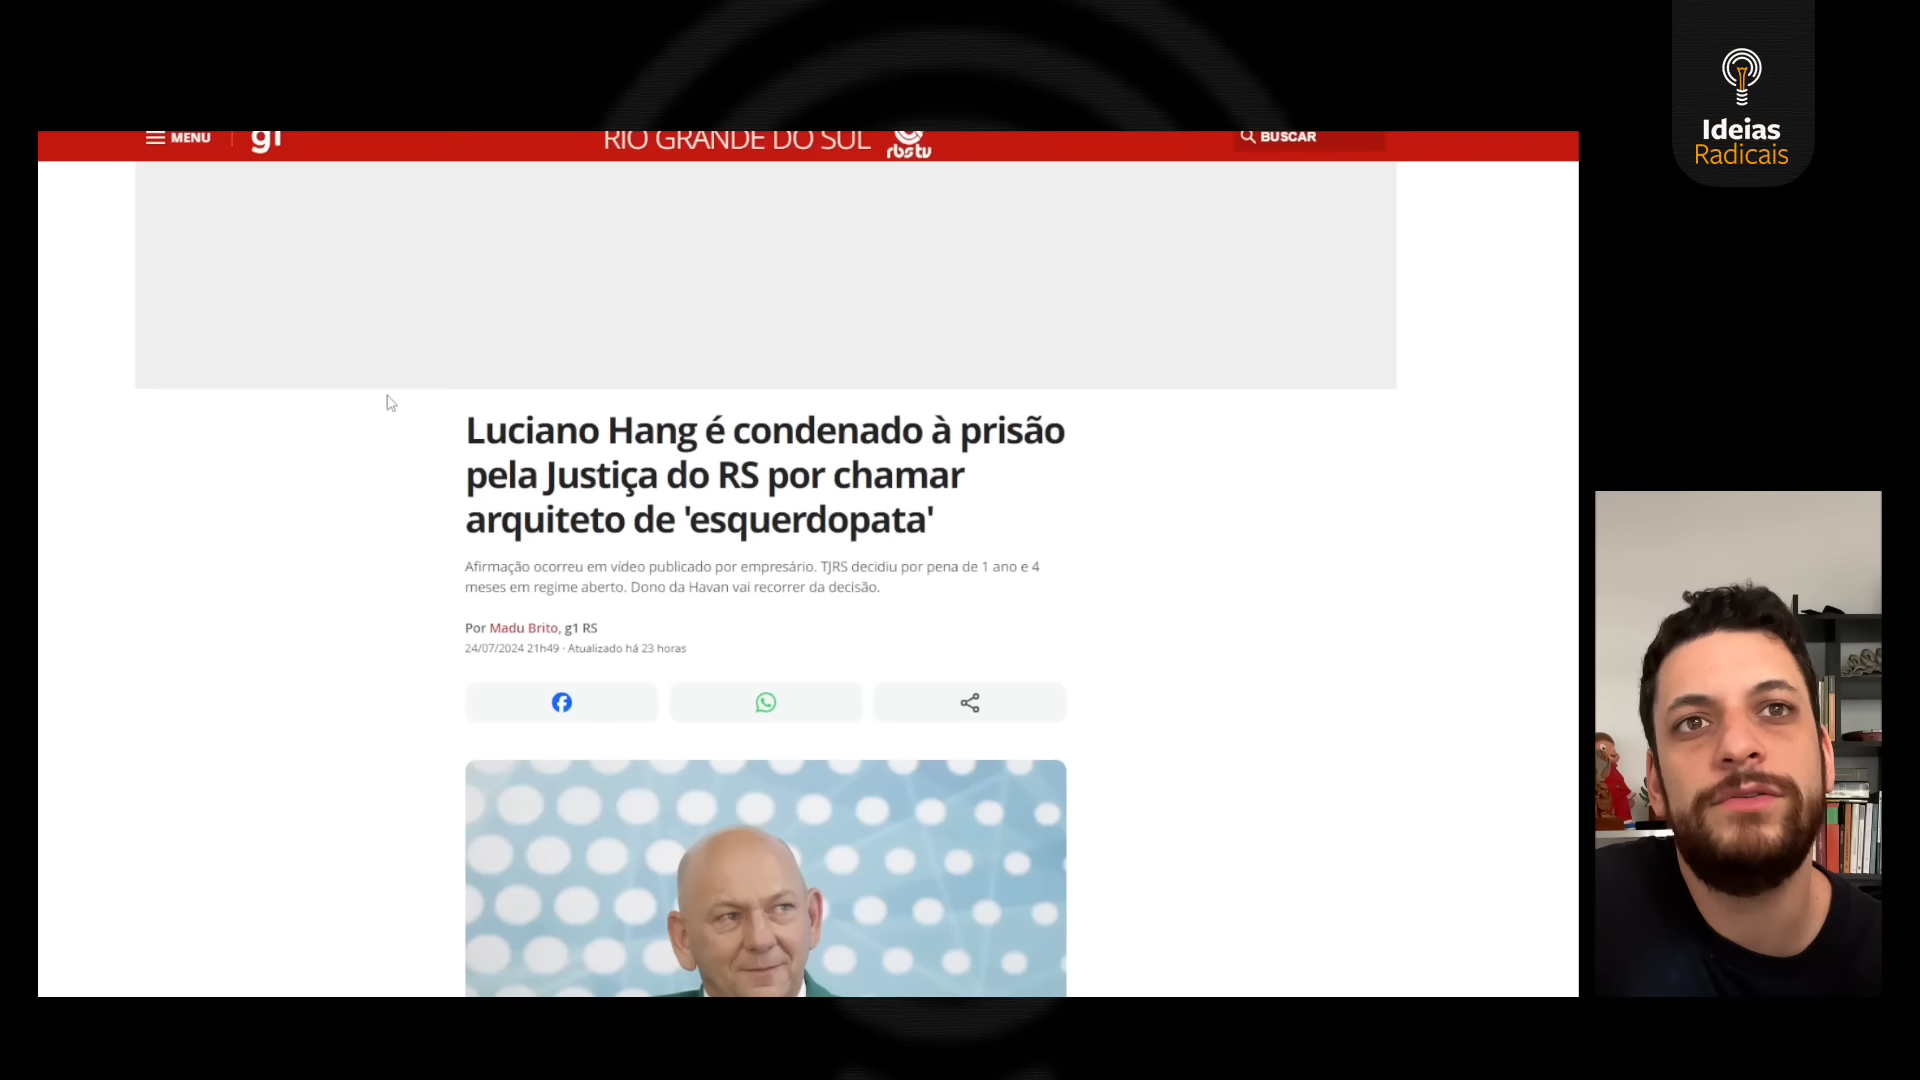 Ideias
Radicais
MENU
g1
RIO GRANDE DO SUL
rbstv
BUSCAR
Luciano Hang é condenado à prisão
pela Justiça do RS por chamar
arquiteto de 'esquerdopata'
Afirmação ocorreu em vídeo publicado por empresário. TJRS decidiu por pena de 1 ano e 4
meses em regime aberto. Dono da Havan vai recorrer da decisão.
Por Madu Brito, g1 RS
24/07/2024 21h49 · Atualizado há 23 horas